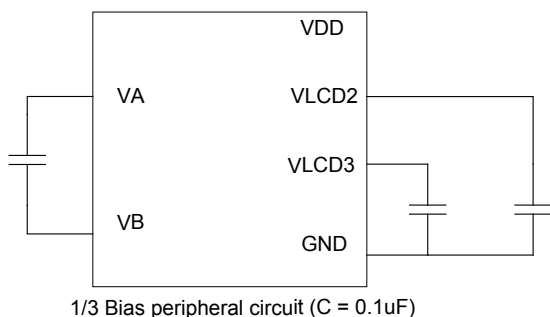 VDD
VA
VLCD2
VLCD3
VB
GND
1/3 Bias peripheral circuit (C = 0.1uF)